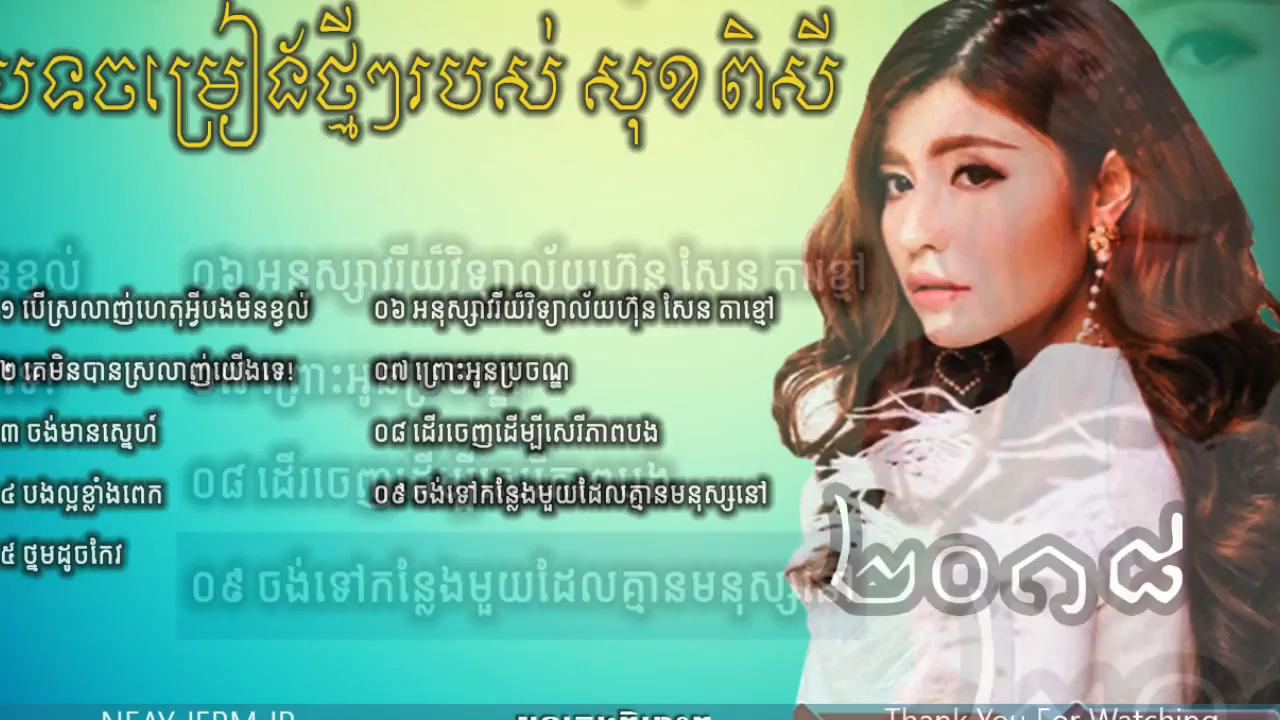 បទចម្រៀងថ្មីៗរបស់ សុខ ពិសី
១ បើស្រលាញ់ហេតុអ្វីបងមិនខ្វល់
២ គេមិនបានស្រលាញ់យើងទេ!
៣ ចង់មានស្នេហ៍
៤ បងល្អខ្លាំងពេក
៥ ថ្នមដូចកែវ
០៦ អនុស្សាវរីយ៍វិទ្យាល័យហ៊ុន សែន តាខ្មៅ
០៧ ព្រោះអូនប្រចណ្ឌ
០៨ ដើរចេញដើម្បីសេរីភាពបង
០៩ ចង់ទៅកន្លែងមួយដែលគ្មានមនុស្សនៅ
២០១៨
NEAY JERM JR
Thank You For Watching